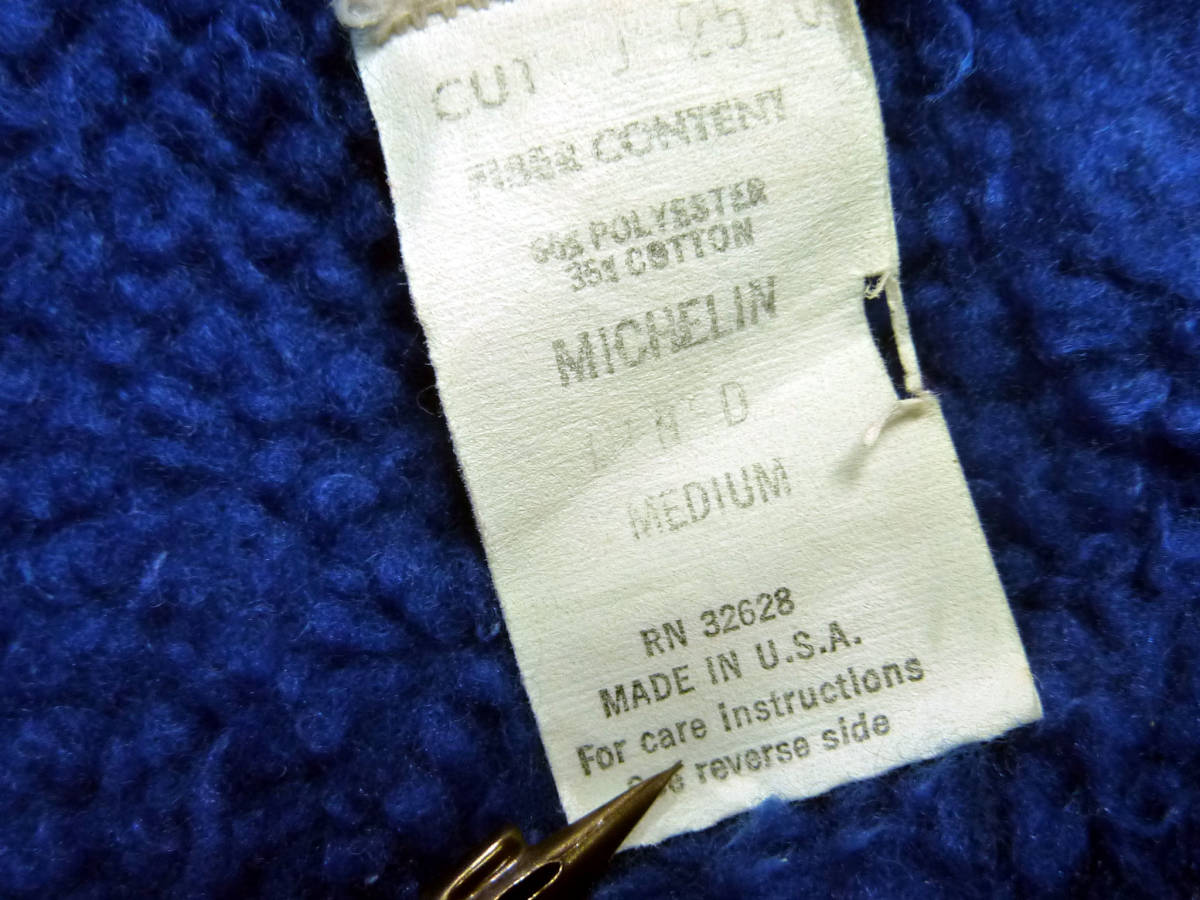 CUT
FIBER CONTENT
POLYESTER
35% COTTON
MICHELIN
D
MEDIUM
RN 32628
MADE IN U.S.A.
For care instructions
reverse side